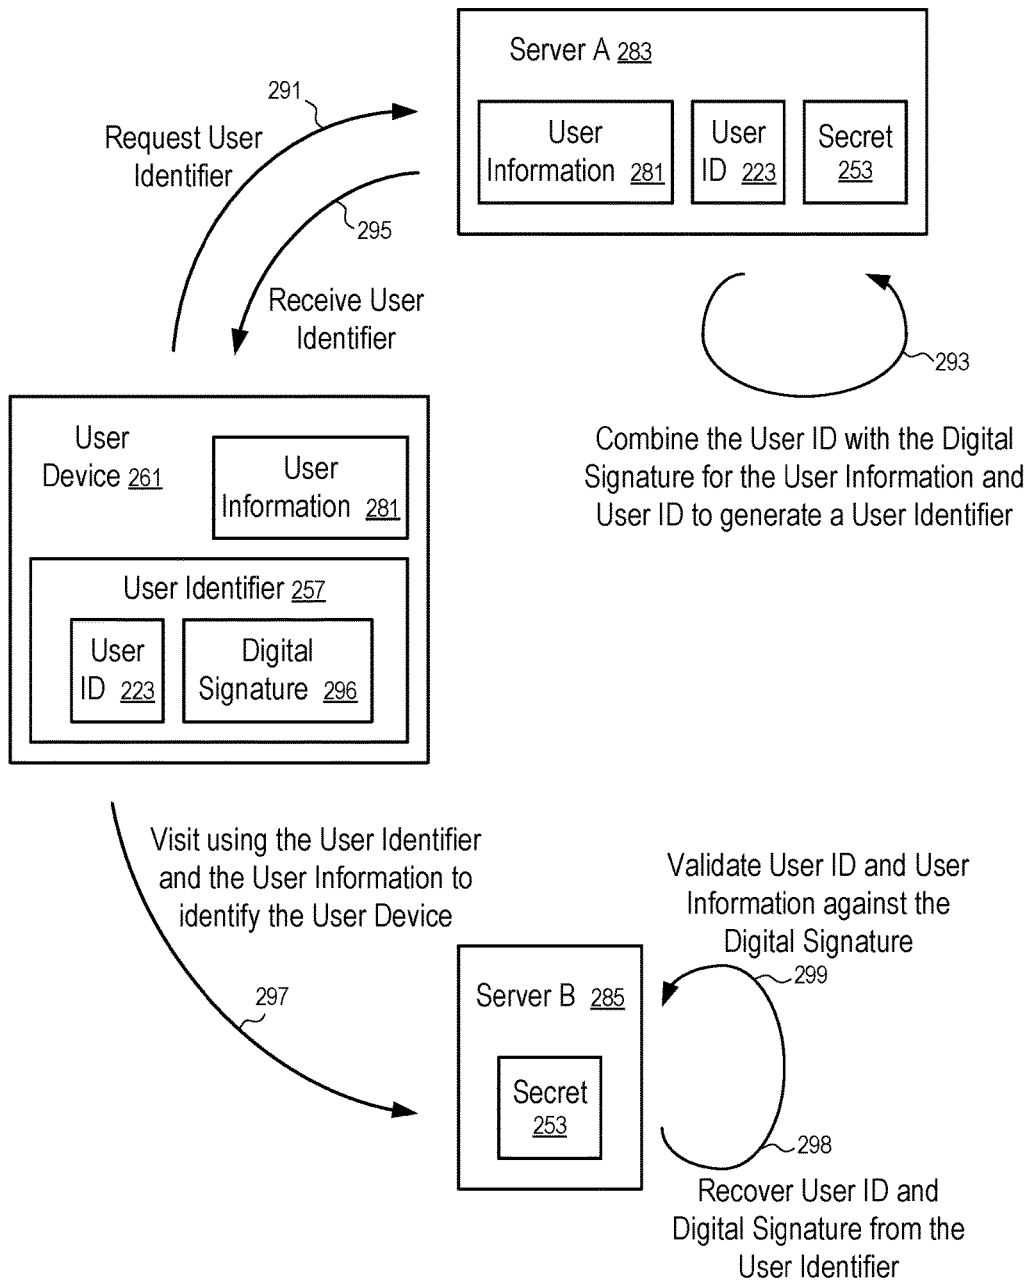 Server A 283
User
Information 281
User
ID 223
Secret
253
291
Request User
Identifier
295
Receive User
Identifier
293
Combine the User ID with the Digital
Signature for the User Information and
User ID to generate a User Identifier
User
Device 261
User
Information 281
User Identifier 257
User
ID 223
Digital
Signature 296
Visit using the User Identifier
and the User Information to
identify the User Device
297
Validate User ID and User
Information against the
Digital Signature
299
Server B 285
Secret
253
298
Recover User ID and
Digital Signature from the
User Identifier